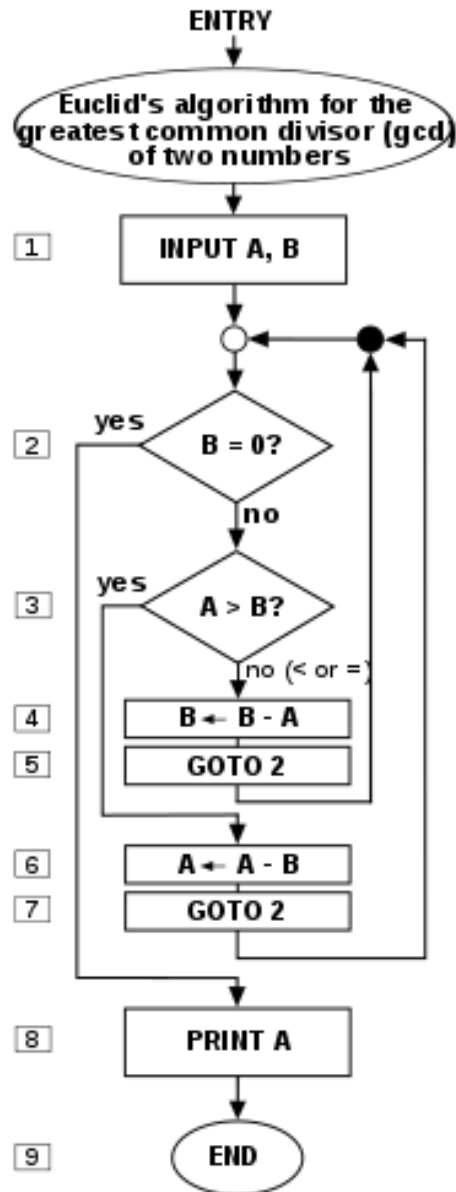 ENTRY
Euclid's algorithm for the
greatest common divisor (gcd)
of two numbers
1
INPUT A, B
yes
2
B = 0?
no
yes
3
A > B?
no (< or =)
4
B ← B - A
5
GOTO 2
6
A ← A - B
7
GOTO 2
8
PRINT A
9
END